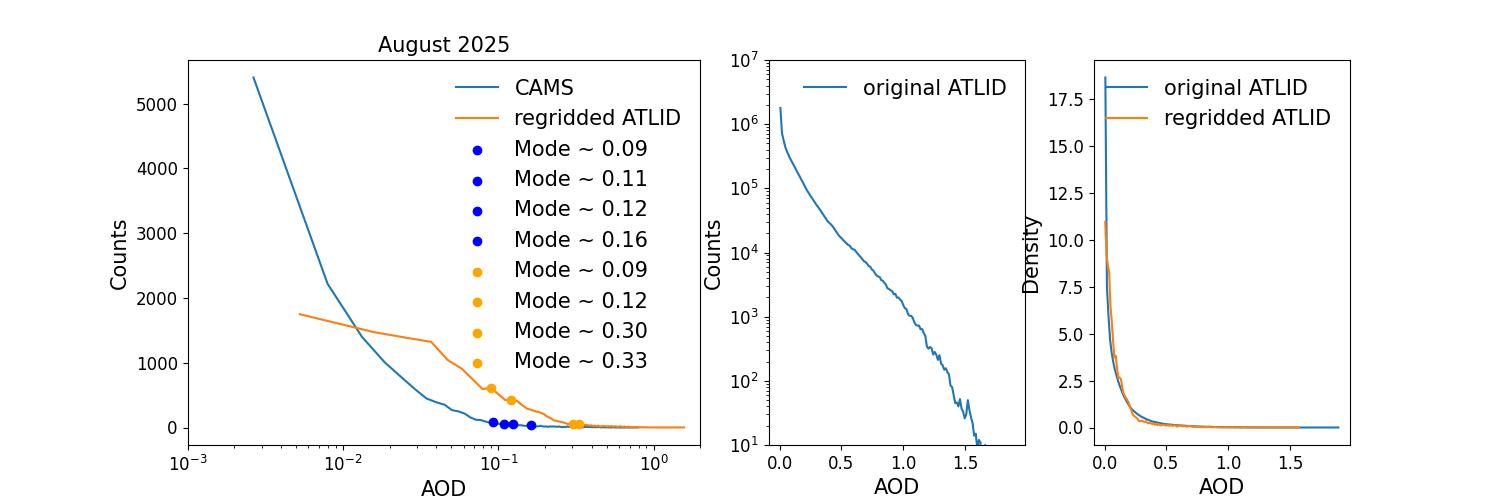 August 2025
Counts
5000
4000
3000
2000
1000
0
10⁻³
10⁻²
10⁻¹
10⁰
AOD
CAMS
regridded ATLID
Mode ~ 0.09
Mode ~ 0.11
Mode ~ 0.12
Mode ~ 0.16
Mode ~ 0.09
Mode ~ 0.12
Mode ~ 0.30
Mode ~ 0.33
Counts
10⁷
10⁶
10⁵
10⁴
10³
10²
10¹
0.0
0.5
1.0
1.5
AOD
original ATLID
Density
17.5
15.0
12.5
10.0
7.5
5.0
2.5
0.0
0.0
0.5
1.0
1.5
AOD
original ATLID
regridded ATLID